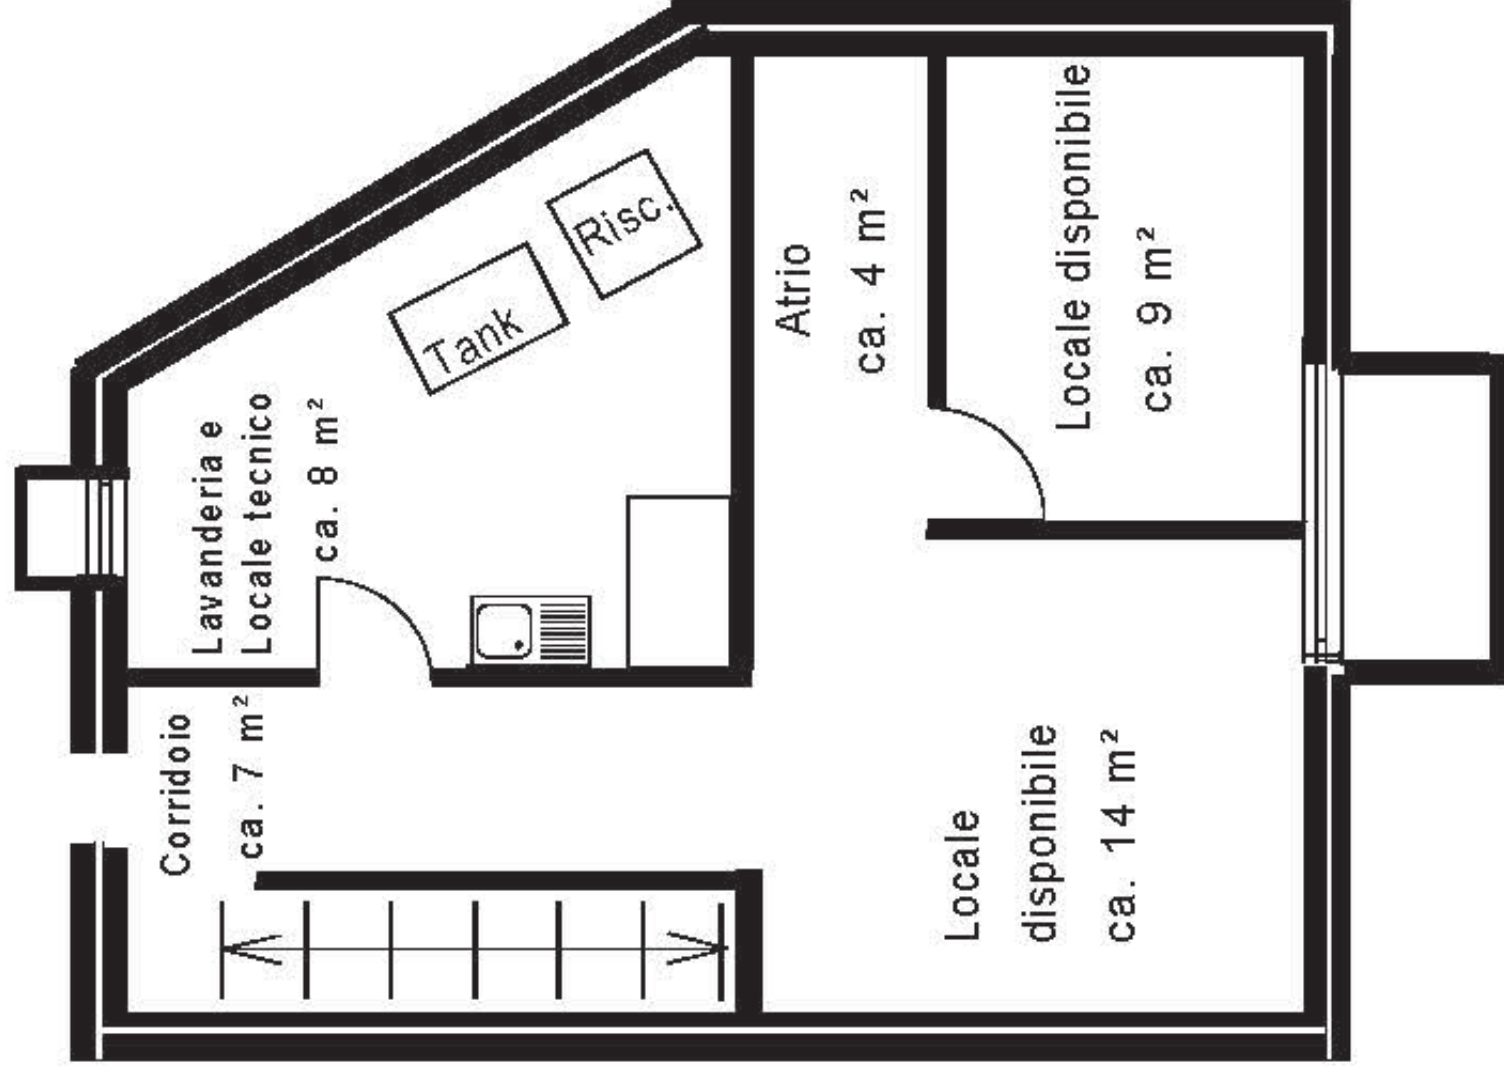 Lavanderia e
Locale tecnico
ca. 8 m²
Tank
Risc.
Atrio
ca. 4 m²
Locale disponibile
ca. 9 m²
Corridoio
ca. 7 m²
Locale
disponibile
ca. 14 m²